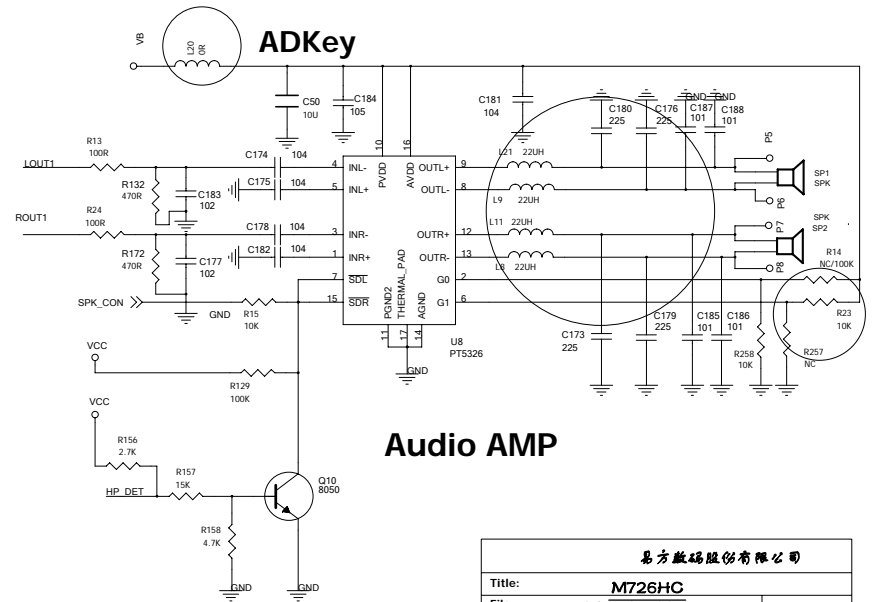 VB
L20
0R
ADKey
C50
10U
C184
105
C181
104
GND
GND
C180
225
C176
225
C187
101
C188
101
P5
R13
100R
LOUT1
C174
104
C175
104
R132
470R
C183
102
R24
100R
ROUT1
C178
104
C182
104
R172
470R
C177
102
10
PVDD
16
AVDD
4
INL-
5
INL+
3
INR-
1
INR+
7
SDL
15
SDR
OUTL+
9
OUTL-
8
OUTR+
12
OUTR-
13
G0
2
G1
6
PGND2
11
THERMAL_PAD
17
AGND
14
GND
U8
PT5326
L21
22UH
L9
22UH
L11
22UH
L8
22UH
SP1
SPK
P6
P7
SPK
SP2
P8
R14
NC/100K
R23
10K
C173
225
C179
225
C185
101
C186
101
R258
10K
R257
NC
SPK_CON
GND
R15
10K
VCC
R129
100K
VCC
R156
2.7K
HP_DET
R157
15K
R158
4.7K
Q10
8050
GND
GND
Audio AMP
易方数码股份有限公司
Title:
M726HC